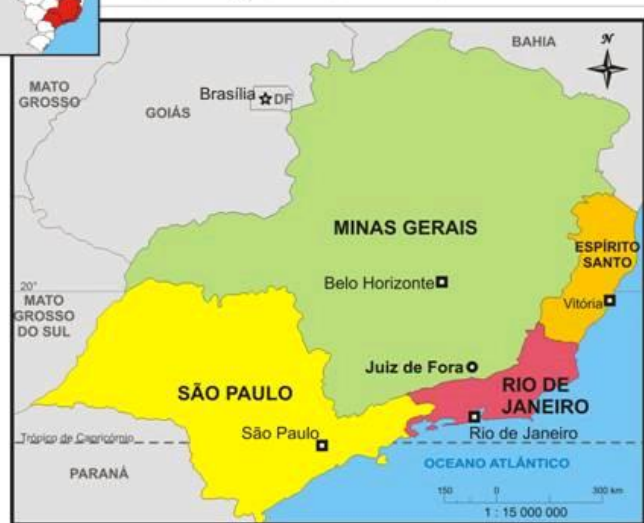 BAHIA
N
MATO
GROSSO
Brasília
DF
GOIÁS
MINAS GERAIS
ESPÍRITO
SANTO
Belo Horizonte
20°
MATO
GROSSO
DO SUL
Vitória
Juiz de Fora
SÃO PAULO
RIO DE
JANEIRO
São Paulo
Rio de Janeiro
Trópico de Capricórnio
PARANÁ
OCEANO ATLÂNTICO
150 0 300 km
1 : 15 000 000